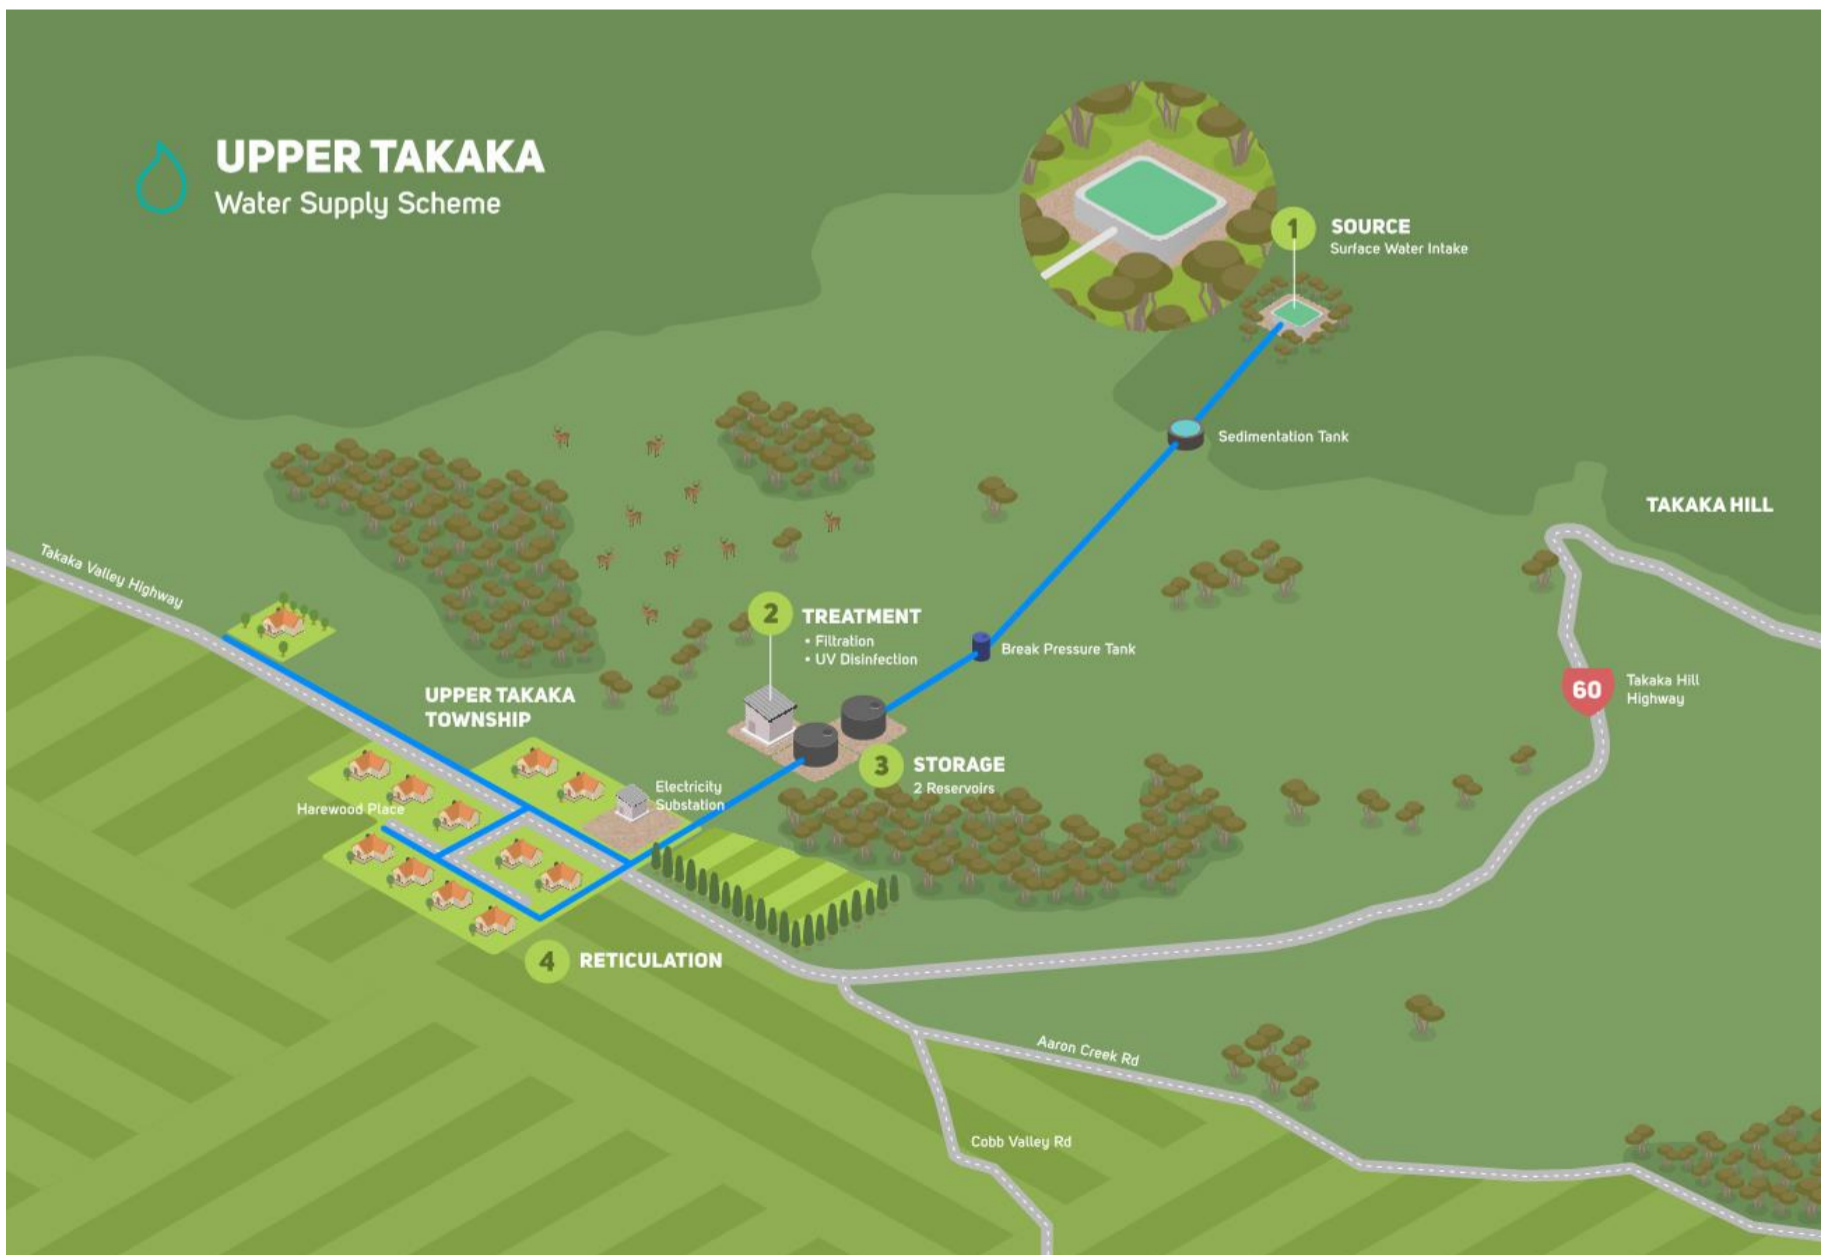 UPPER TAKAKA
Water Supply Scheme
1
SOURCE
Surface Water Intake
Sedimentation Tank
TAKAKA HILL
Takaka Valley Highway
2
TREATMENT
• Filtration
• UV Disinfection
Break Pressure Tank
60
Takaka Hill
Highway
UPPER TAKAKA
TOWNSHIP
3
STORAGE
2 Reservoirs
Electricity
Substation
Harewood Place
4
RETICULATION
Aaron Creek Rd
Cobb Valley Rd